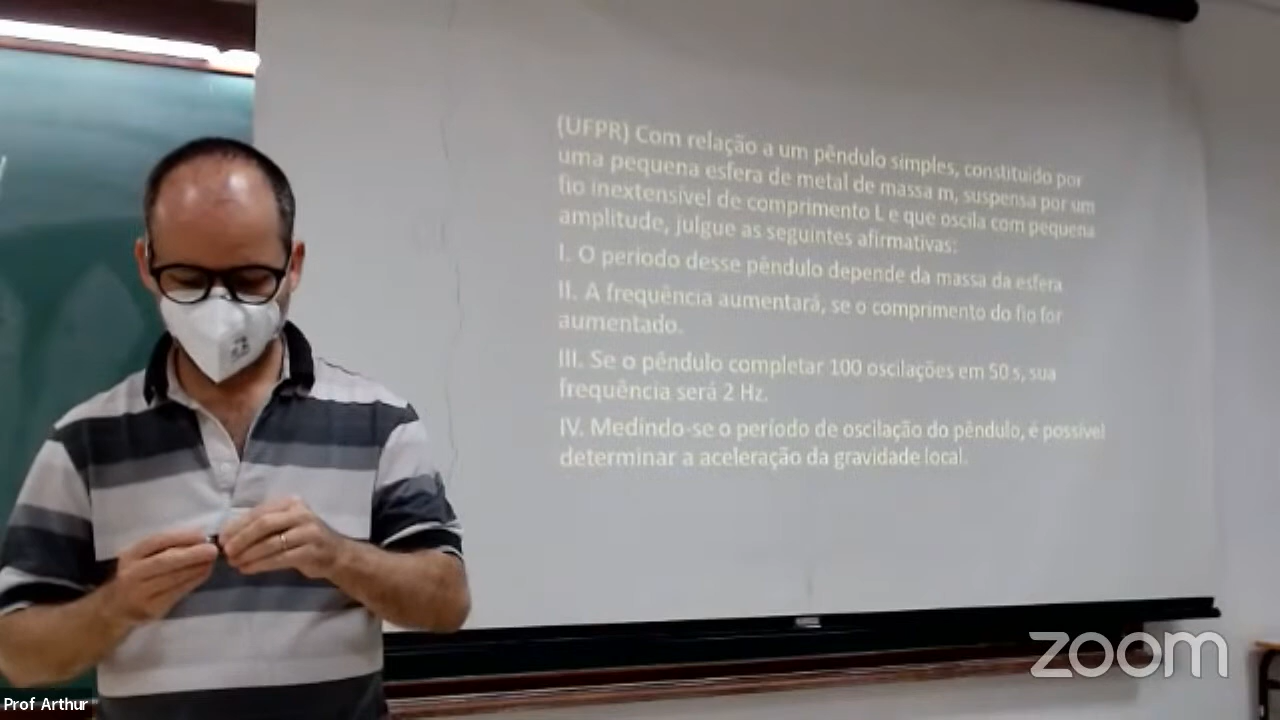 (UFPR) Com relação a um pêndulo simples, constituído por
uma pequena esfera de metal de massa m, suspensa por um
fio inextensível de comprimento L e que oscila com pequena
amplitude, julgue as seguintes afirmativas:
I. O período desse pêndulo depende da massa da esfera
II. A frequência aumentará, se o comprimento do fio for
aumentado.
III. Se o pêndulo completar 100 oscilações em 50 s, sua
frequência será 2 Hz.
IV. Medindo-se o período de oscilação do pêndulo, é possível
determinar a aceleração da gravidade local.
zoom
Prof Arthur